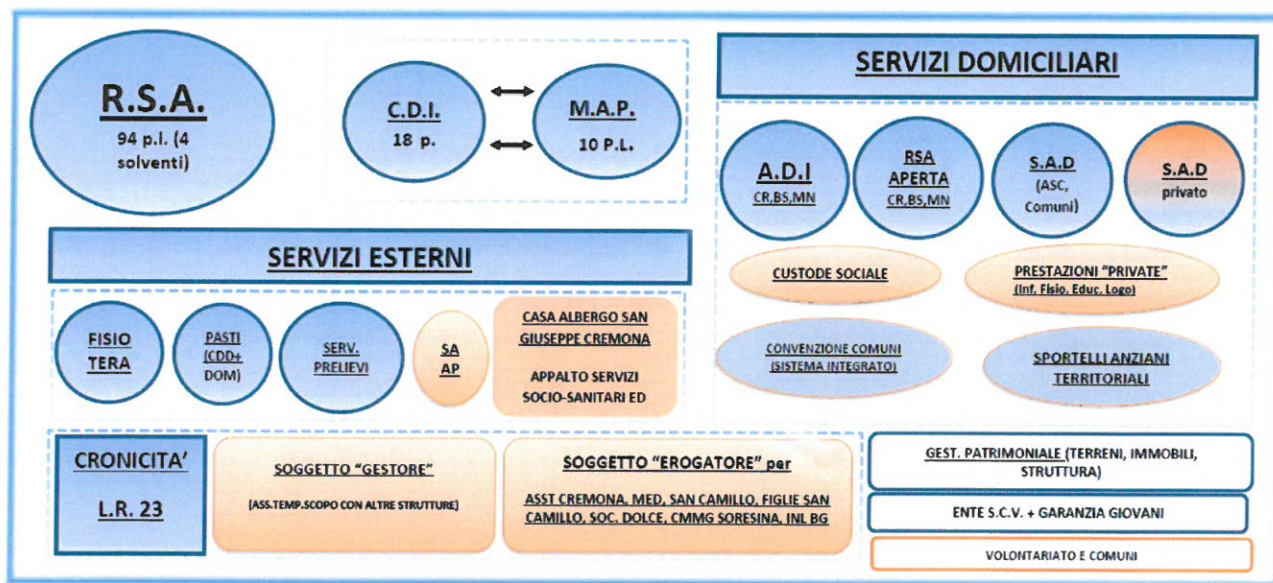 R.S.A.
94 p.l. (4
solventi)
C.D.I.
18 p.
M.A.P.
10 P.L.
SERVIZI DOMICILIARI
A.D.I
CR,BS,MN
RSA
APERTA
CR,BS,MN
S.A.D
(ASC,
Comuni)
S.A.D
privato
CUSTODE SOCIALE
PRESTAZIONI "PRIVATE"
(Inf, Fisio, Educ, Logo)
CONVENZIONE COMUNI
(SISTEMA INTEGRATO)
SPORTELLI ANZIANI
TERRITORIALI
SERVIZI ESTERNI
FISIO
TERA
PASTI
(CDD+
DOM)
SERV.
PRELIEVI
SA
AP
CASA ALBERGO SAN
GIUSEPPE CREMONA
APPALTO SERVIZI
SOCIO-SANITARI ED
CRONICITA'
L.R. 23
SOGGETTO "GESTORE"
(ASS.TEMP.SCOPO CON ALTRE STRUTTURE)
SOGGETTO "EROGATORE" per
ASST CREMONA, MED, SAN CAMILLO, FIGLIE SAN
CAMILLO, SOC. DOLCE, CMMG SORESINA, INL BG
GEST. PATRIMONIALE (TERRENI, IMMOBILI,
STRUTTURA)
ENTE S.C.V. + GARANZIA GIOVANI
VOLONTARIATO E COMUNI